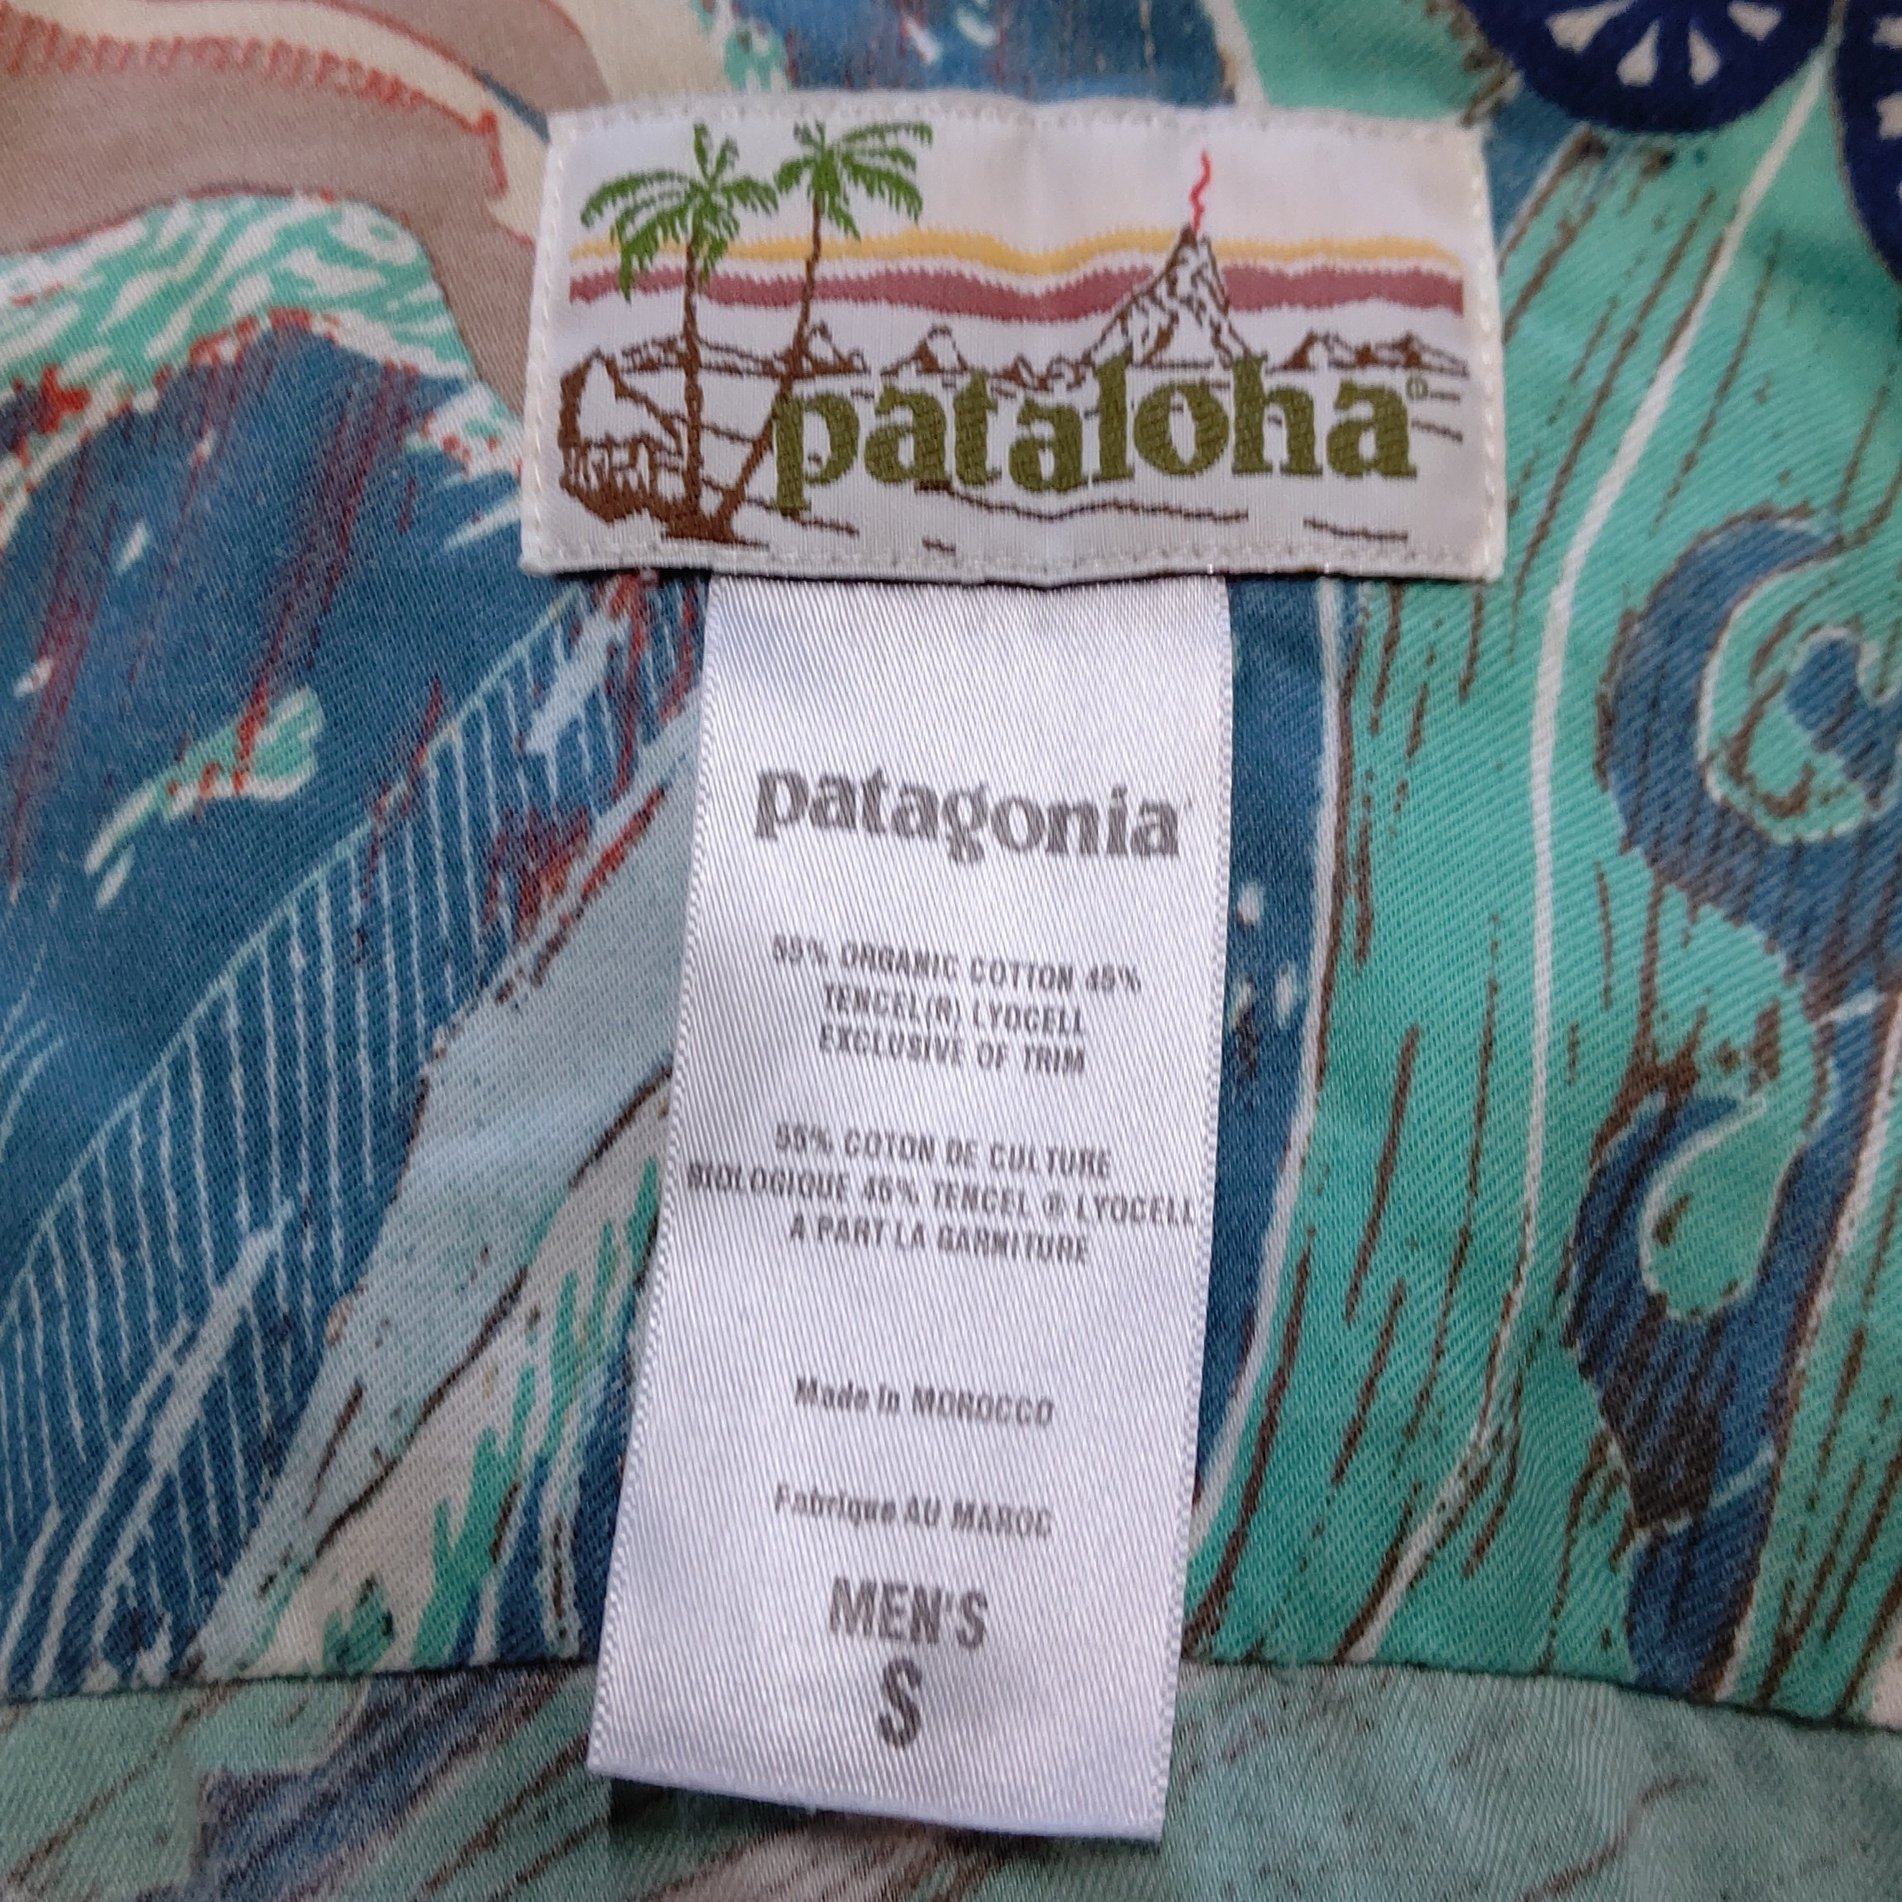 pataloha®
patagonia
55% ORGANIC COTTON 45%
TENCEL(R) LYOCELL
EXCLUSIVE OF TRIM
55% COTON DE CULTURE
BIOLOGIQUE 45% TENCEL ® LYOCELL
A PART LA GARNITURE
Made in MOROCCO
Fabrique AU MAROC
MEN'S
S